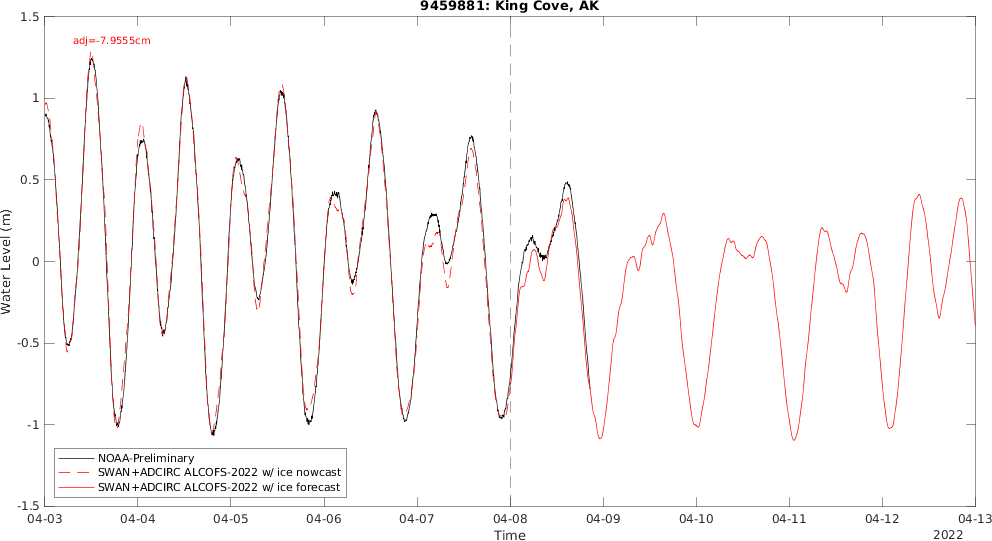 9459881: King Cove, AK
adj=-7.9555cm
1.5
1
0.5
0
-0.5
-1
-1.5
Water Level (m)
NOAA-Preliminary
SWAN+ADCIRC ALCOFS-2022 w/ ice nowcast
SWAN+ADCIRC ALCOFS-2022 w/ ice forecast
04-03 04-04 04-05 04-06 04-07 04-08 04-09 04-10 04-11 04-12 04-13
Time
2022